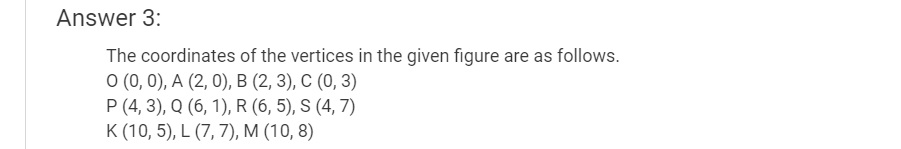 Answer 3:
The coordinates of the vertices in the given figure are as follows.
O (0, 0), A (2, 0), B (2, 3), C (0, 3)
P (4, 3), Q (6, 1), R (6, 5), S (4, 7)
K (10, 5), L (7, 7), M (10, 8)